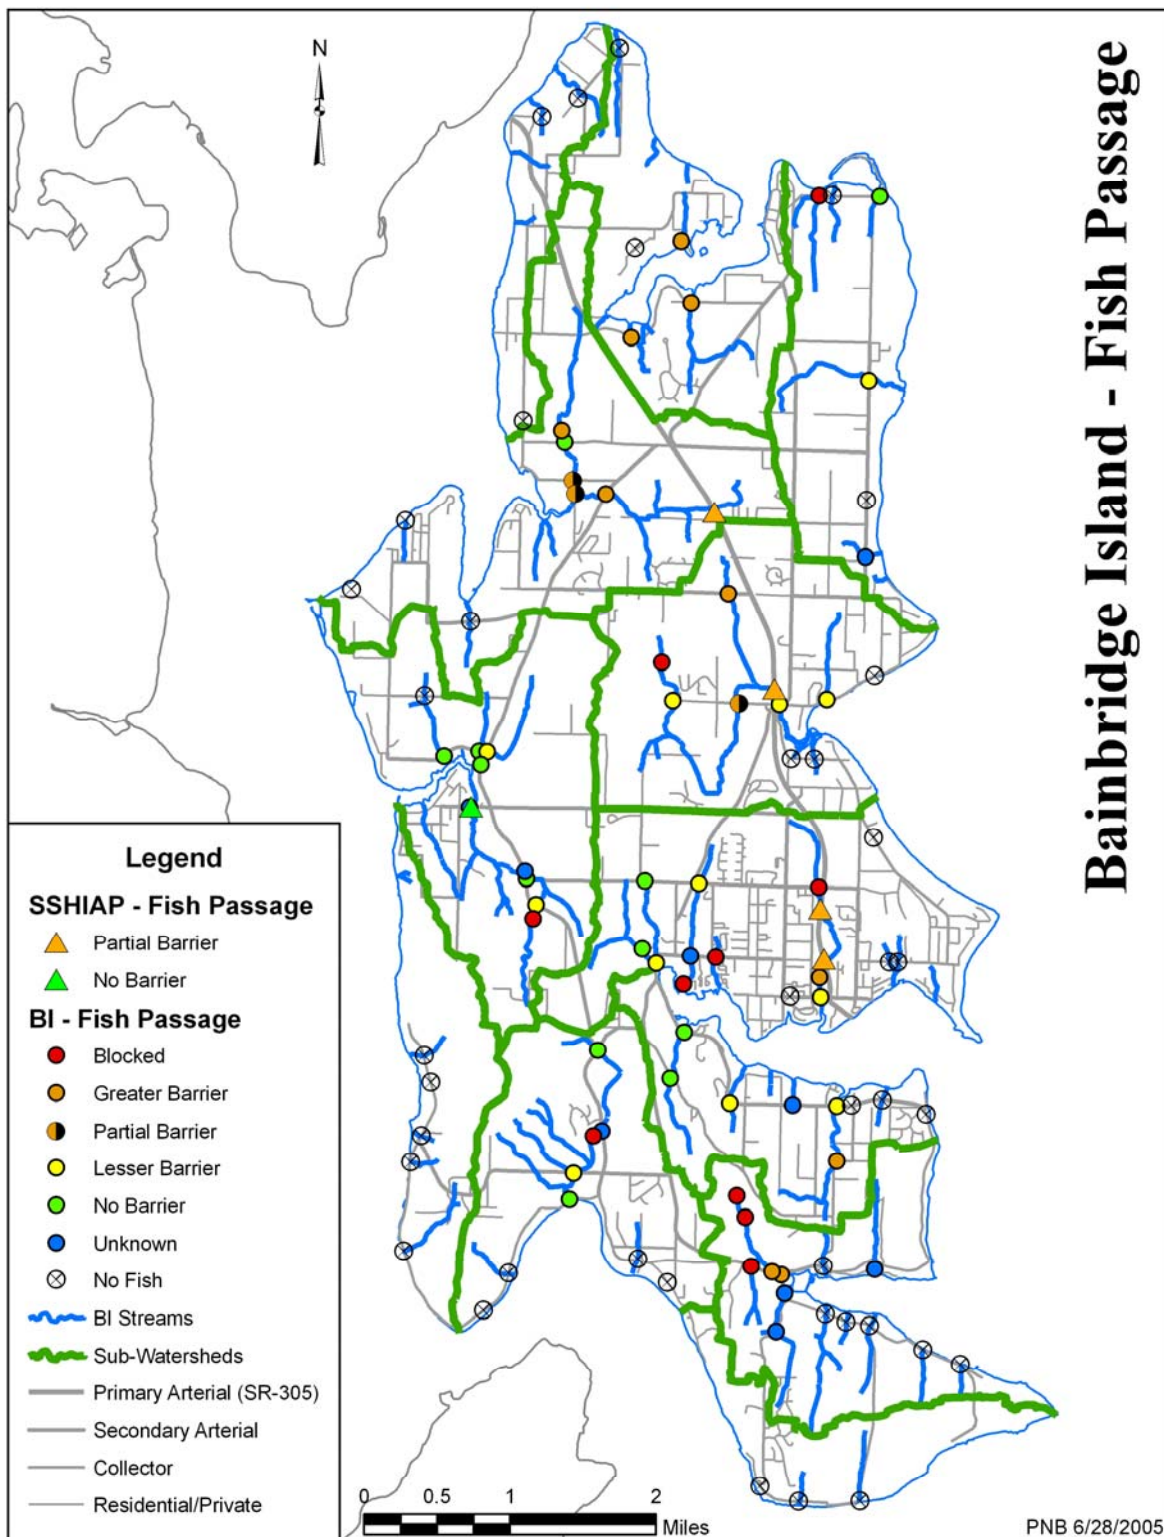 Bainbridge Island - Fish Passage
N
Legend
SSHIAP - Fish Passage
Partial Barrier
No Barrier
BI - Fish Passage
Blocked
Greater Barrier
Partial Barrier
Lesser Barrier
No Barrier
Unknown
No Fish
BI Streams
Sub-Watersheds
Primary Arterial (SR-305)
Secondary Arterial
Collector
Residential/Private
0 0.5 1 2
Miles
PNB 6/28/2005